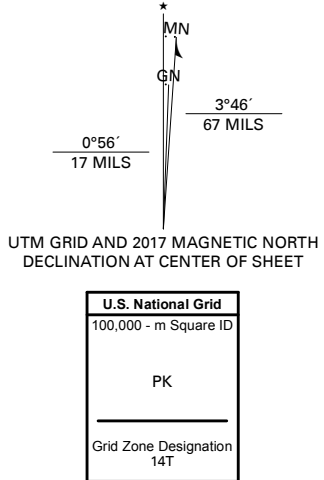 MN
GN
3°46´
67 MILS
0°56´
17 MILS
UTM GRID AND 2017 MAGNETIC NORTH
DECLINATION AT CENTER OF SHEET
U.S. National Grid
100,000 - m Square ID
PK
Grid Zone Designation
14T